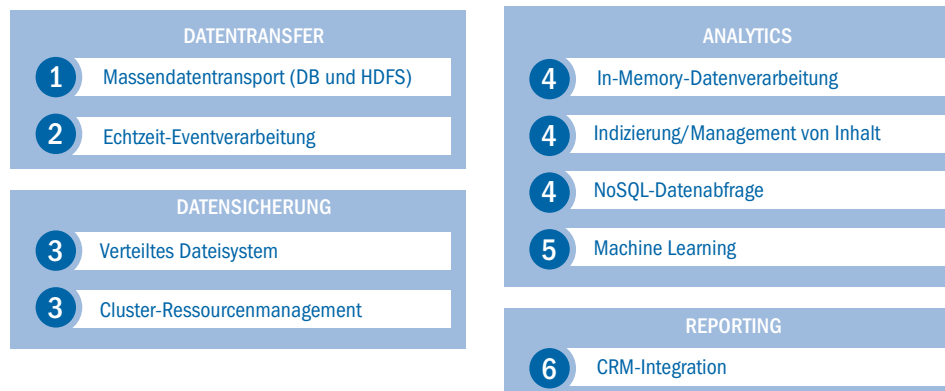 DATENTRANSFER
1 Massendatentransport (DB und HDFS)
2 Echtzeit-Eventverarbeitung
DATENSICHERUNG
3 Verteiltes Dateisystem
3 Cluster-Ressourcenmanagement
ANALYTICS
4 In-Memory-Datenverarbeitung
4 Indizierung/Management von Inhalt
4 NoSQL-Datenabfrage
5 Machine Learning
REPORTING
6 CRM-Integration